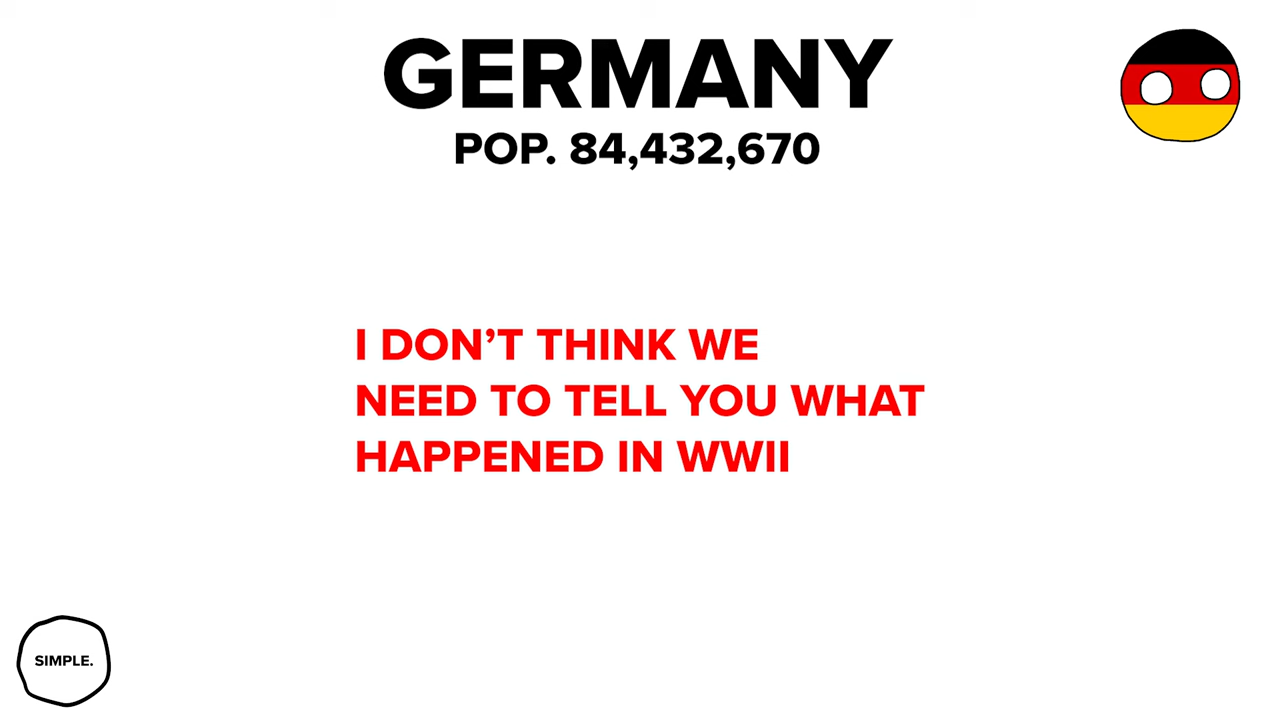 GERMANY
POP. 84,432,670
I DON’T THINK WE
NEED TO TELL YOU WHAT
HAPPENED IN WWII
SIMPLE.